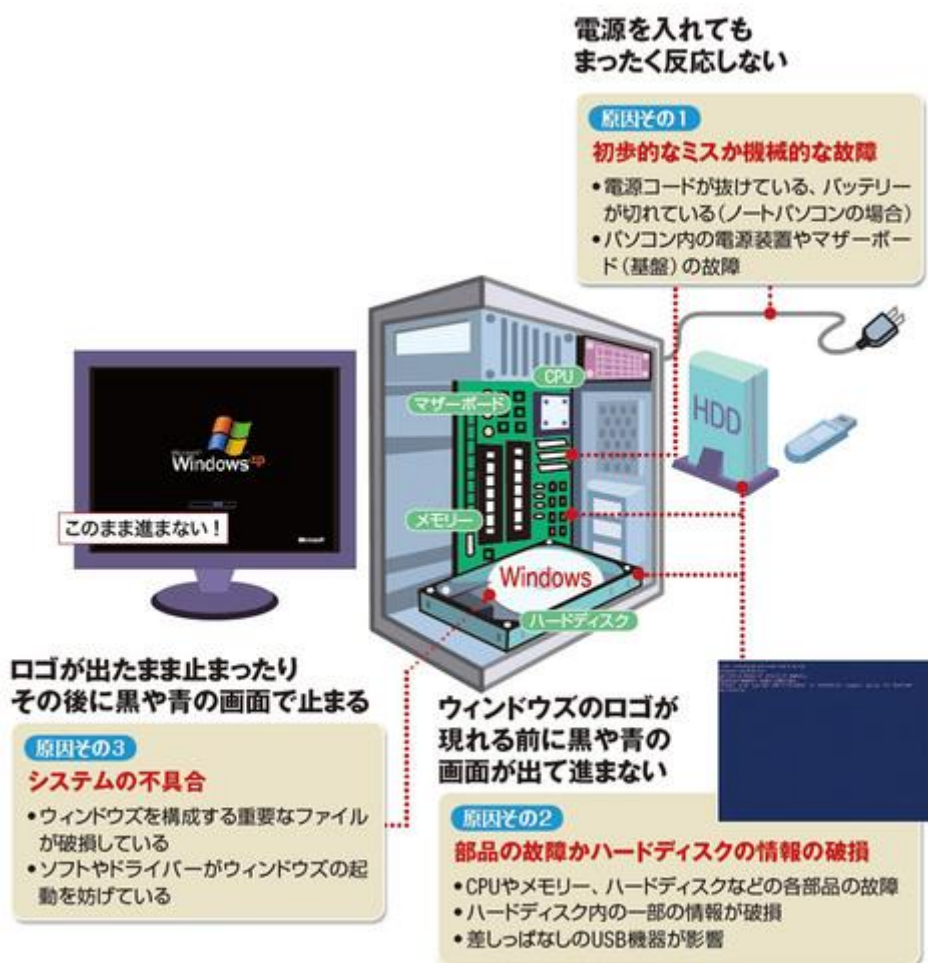 電源を入れても
まったく反応しない
原因その1
初歩的なミスか機械的な故障
•電源コードが抜けている、バッテリー
が切れている(ノートパソコンの場合)
•パソコン内の電源装置やマザーボー
ド(基盤)の故障
CPU
マザーボード
HDD
Microsoft
Windows xp
メモリー
このまま進まない！
Microsoft
Windows
ハードディスク
ロゴが出たまま止まったり
その後に黒や青の画面で止まる
原因その3
システムの不具合
•ウィンドウズを構成する重要なファイル
が破損している
•ソフトやドライバーがウィンドウズの起
動を妨げている
ウィンドウズのロゴが
現れる前に黒や青の
画面が出て進まない
原因その2
部品の故障かハードディスクの情報の破損
•CPUやメモリー、ハードディスクなどの各部品の故障
•ハードディスク内の一部の情報が破損
•差しっぱなしのUSB機器が影響